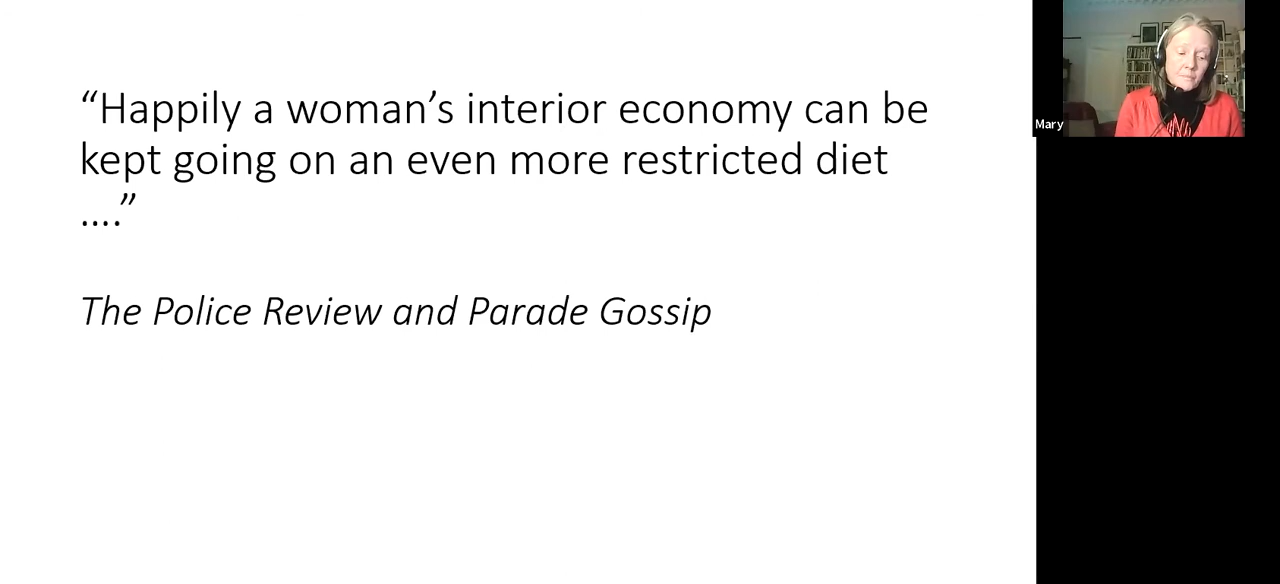 “Happily a woman’s interior economy can be
kept going on an even more restricted diet
….”
The Police Review and Parade Gossip
Mary